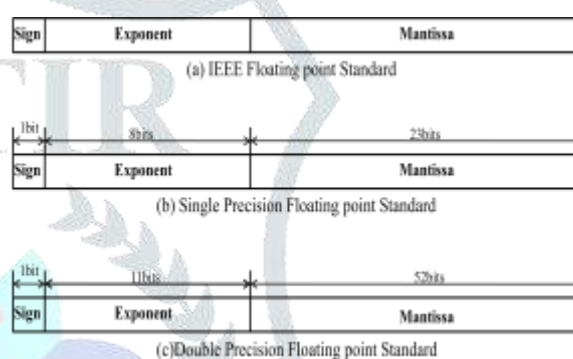 Sign Exponent Mantissa
(a) IEEE Floating point Standard
1bit 8bits 23bits
Sign Exponent Mantissa
(b) Single Precision Floating point Standard
1bit 11bits 52bits
Sign Exponent Mantissa
(c)Double Precision Floating point Standard